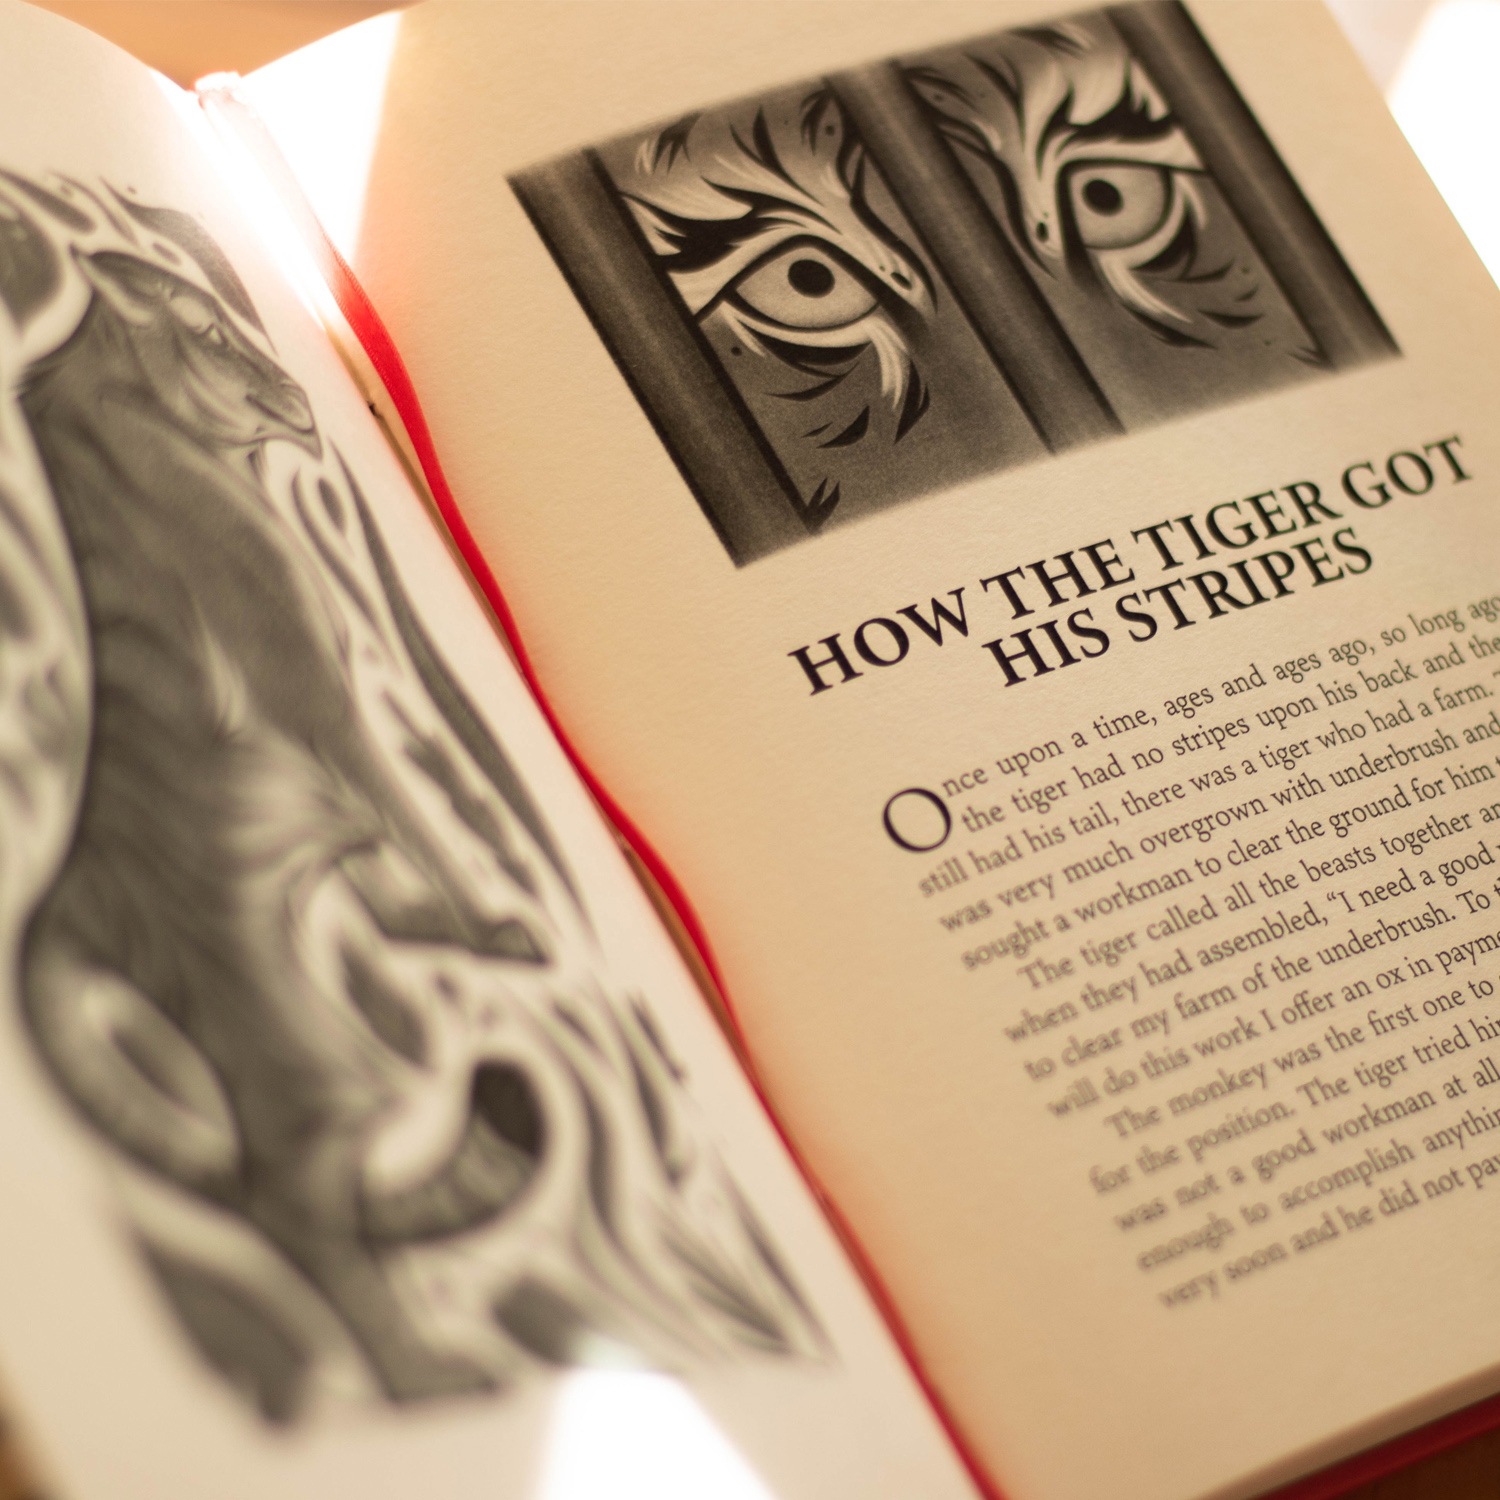 HOW THE TIGER GOT
HIS STRIPES
Once upon a time, ages and ages ago, so long ago
the tiger had no stripes upon his back and the
still had his tail, there was a tiger who had a farm.
was very much overgrown with underbrush and
sought a workman to clear the ground for him
The tiger called all the beasts together
when they had assembled, “I need a good
to clear my farm of the underbrush. To
will do this work I offer an ox in
The monkey was the first one to
for the position. The tiger tried
was not a good workman at all
enough to accomplish
very soon and he did not